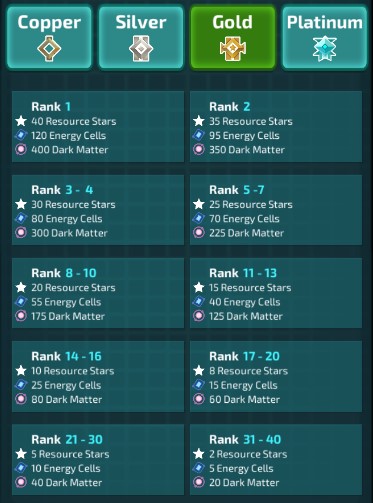 Copper Silver Gold Platinum
Rank 1
40 Resource Stars
120 Energy Cells
400 Dark Matter
Rank 2
35 Resource Stars
95 Energy Cells
350 Dark Matter
Rank 3 - 4
30 Resource Stars
80 Energy Cells
300 Dark Matter
Rank 5 -7
25 Resource Stars
70 Energy Cells
225 Dark Matter
Rank 8 - 10
20 Resource Stars
55 Energy Cells
175 Dark Matter
Rank 11 - 13
15 Resource Stars
40 Energy Cells
125 Dark Matter
Rank 14 - 16
10 Resource Stars
25 Energy Cells
80 Dark Matter
Rank 17 - 20
8 Resource Stars
15 Energy Cells
60 Dark Matter
Rank 21 - 30
5 Resource Stars
10 Energy Cells
40 Dark Matter
Rank 31 - 40
2 Resource Stars
5 Energy Cells
20 Dark Matter